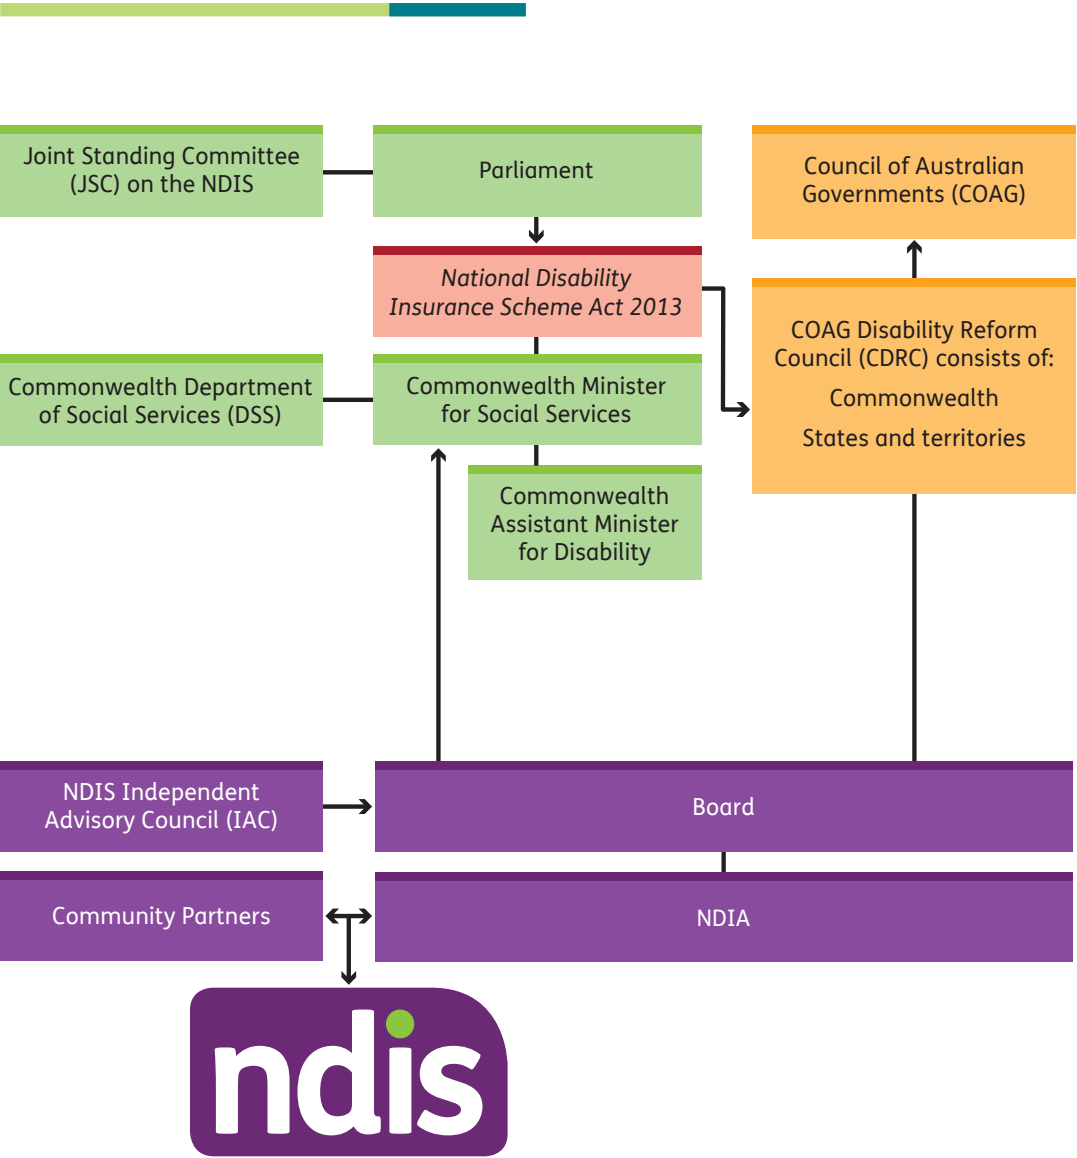 Joint Standing Committee
(JSC) on the NDIS
Parliament
Council of Australian
Governments (COAG)
National Disability
Insurance Scheme Act 2013
COAG Disability Reform
Council (CDRC) consists of:
Commonwealth
States and territories
Commonwealth Department
of Social Services (DSS)
Commonwealth Minister
for Social Services
Commonwealth
Assistant Minister
for Disability
NDIS Independent
Advisory Council (IAC)
Board
Community Partners
NDIA
ndis